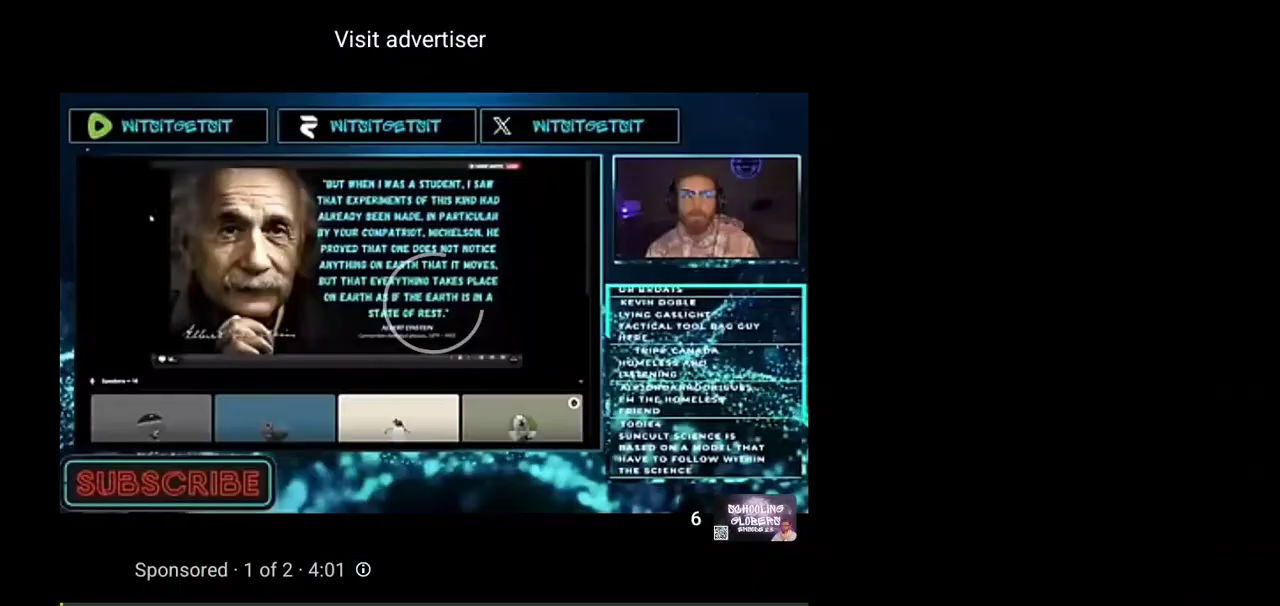 Visit advertiser
WITSITGETSIT
WITSITGETSIT
WITSITGETSIT
"BUT WHEN I WAS A STUDENT, I SAW
THAT EXPERIMENTS OF THIS KIND HAD
ALREADY BEEN MADE, IN PARTICULAR
BY YOUR COMPATRIOT, MICHELSON. HE
PROVED THAT ONE DOES NOT NOTICE
ANYTHING ON EARTH THAT IT MOVES,
BUT THAT EVERYTHING TAKES PLACE
ON EARTH AS IF THE EARTH IS IN A
STATE OF REST."
ALBERT EINSTEIN
KEVIN DOBLE
LYING GASLIGHT
TACTICAL TOOL BAG GUY
HERE
TRIPP CANADA
HOMELESS AND
LISTENING
I'M THE HOMELESS
FRIEND
TODIE4
SUNCULT SCIENCE IS
BASED ON A MODEL THAT
HAVE TO FOLLOW WITHIN
THE SCIENCE
SUBSCRIBE
6
SCHOOLING
GLOBERS
Sponsored · 1 of 2 · 4:01